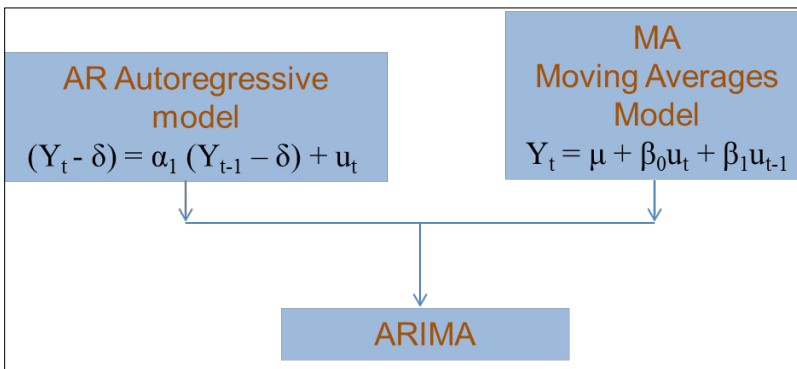 AR Autoregressive
model
(Yₜ - δ) = α₁ (Yₜ₋₁ – δ) + uₜ
MA
Moving Averages
Model
Yₜ = μ + β₀uₜ + β₁uₜ₋₁
ARIMA